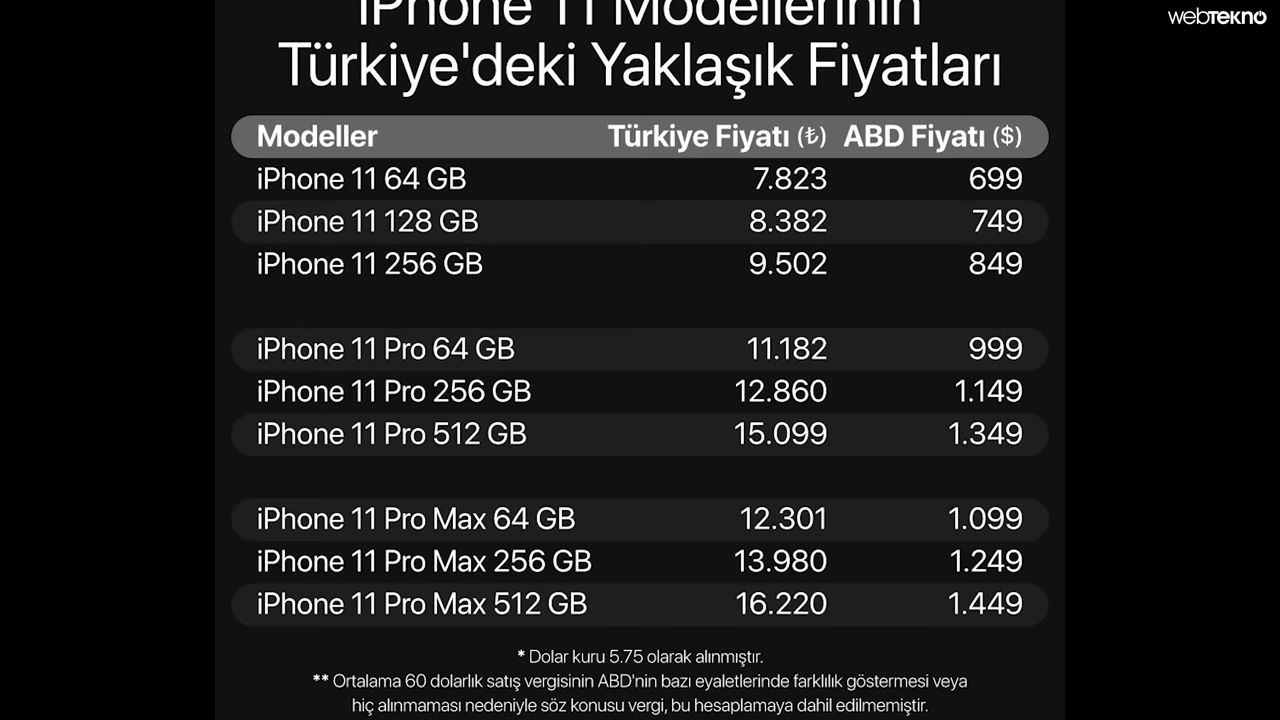 webTEKNO
iPhone 11 Modellerinin
Türkiye'deki Yaklaşık Fiyatları
Modeller Türkiye Fiyatı (₺) ABD Fiyatı ($)
iPhone 11 64 GB 7.823 699
iPhone 11 128 GB 8.382 749
iPhone 11 256 GB 9.502 849
iPhone 11 Pro 64 GB 11.182 999
iPhone 11 Pro 256 GB 12.860 1.149
iPhone 11 Pro 512 GB 15.099 1.349
iPhone 11 Pro Max 64 GB 12.301 1.099
iPhone 11 Pro Max 256 GB 13.980 1.249
iPhone 11 Pro Max 512 GB 16.220 1.449
* Dolar kuru 5.75 olarak alınmıştır.
** Ortalama 60 dolarlık satış vergisinin ABD'nin bazı eyaletlerinde farklılık göstermesi veya
hiç alınmaması nedeniyle söz konusu vergi, bu hesaplamaya dahil edilmemiştir.